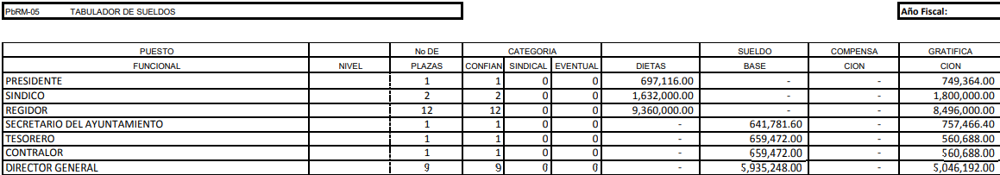 PbRM-05 TABULADOR DE SUELDOS Año Fiscal:
PUESTO No DE CATEGORIA SUELDO COMPENSA GRATIFICA
FUNCIONAL NIVEL PLAZAS CONFIAN SINDICAL EVENTUAL DIETAS BASE CION CION
PRESIDENTE 1 1 0 0 697,116.00 - - 749,364.00
SINDICO 2 2 0 0 1,632,000.00 - - 1,800,000.00
REGIDOR 12 12 0 0 9,360,000.00 - - 8,496,000.00
SECRETARIO DEL AYUNTAMIENTO 1 1 0 0 - 641,781.60 - 757,466.40
TESORERO 1 1 0 0 - 659,472.00 - 560,688.00
CONTRALOR 1 1 0 0 - 659,472.00 - 560,688.00
DIRECTOR GENERAL 9 9 0 0 - 5,935,248.00 - 5,046,192.00